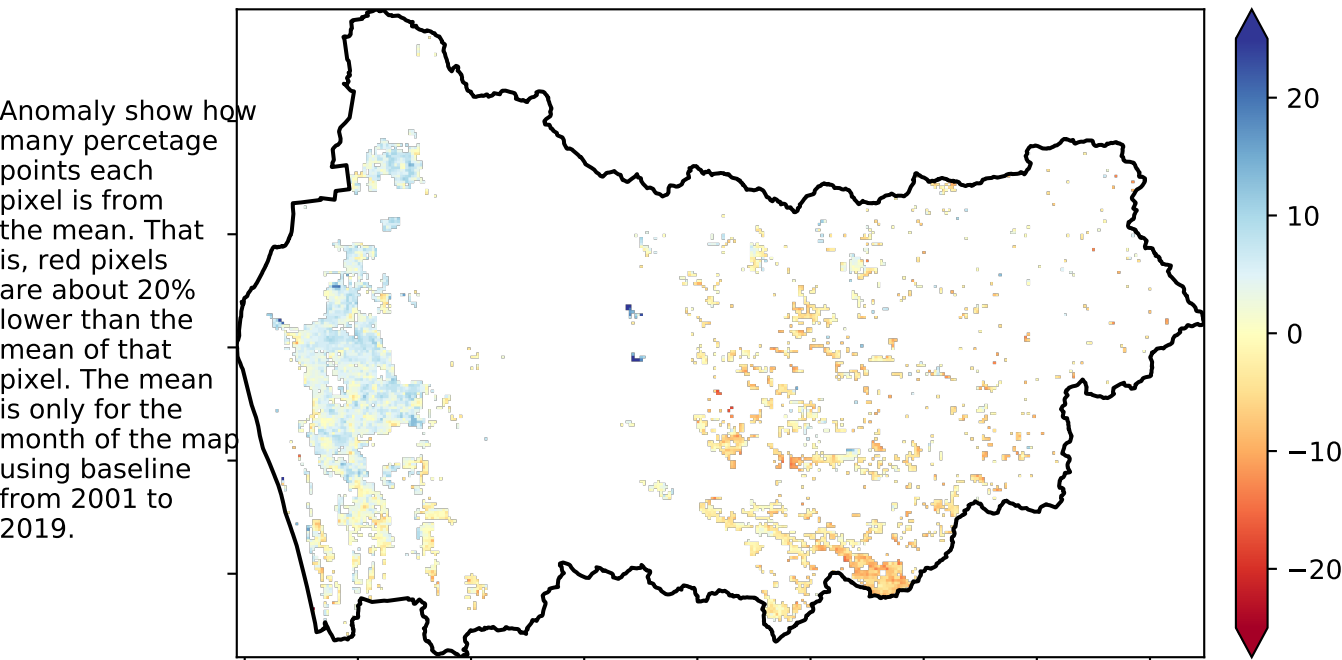 Anomaly show how
many percetage
points each
pixel is from
the mean. That
is, red pixels
are about 20%
lower than the
mean of that
pixel. The mean
is only for the
month of the map
using baseline
from 2001 to
2019.
20
10
0
−10
−20